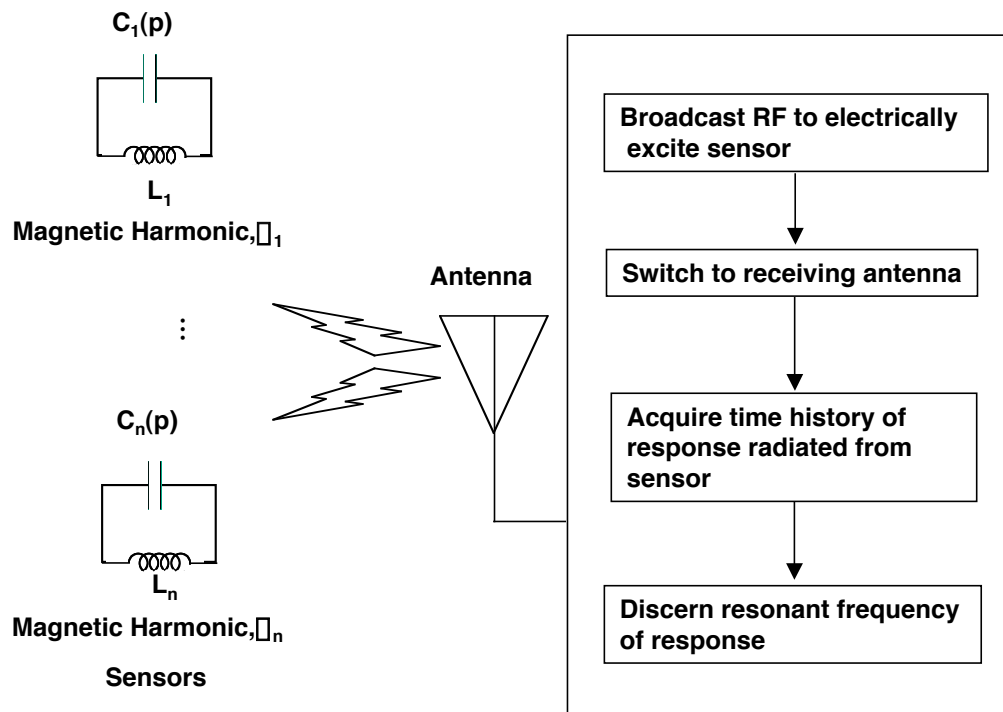 C1(p)
L1
Magnetic Harmonic,▯1
Antenna
⋮
Cn(p)
Ln
Magnetic Harmonic,▯n
Sensors
Broadcast RF to electrically
excite sensor
Switch to receiving antenna
Acquire time history of
response radiated from
sensor
Discern resonant frequency
of response